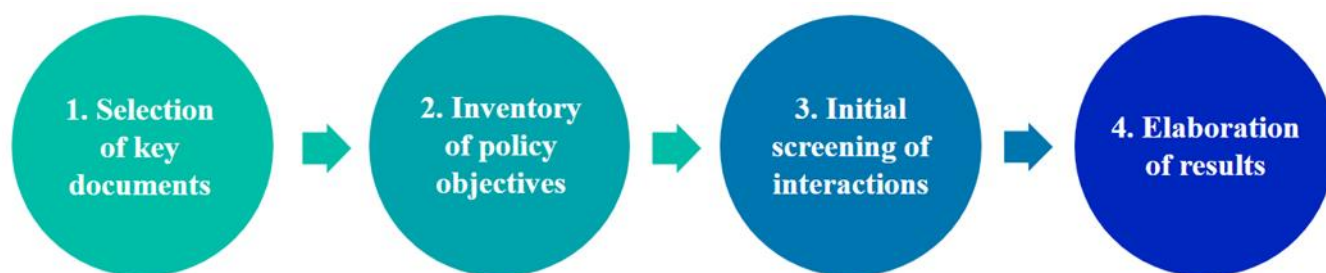 1. Selection
of key
documents
2. Inventory
of policy
objectives
3. Initial
screening of
interactions
4. Elaboration
of results